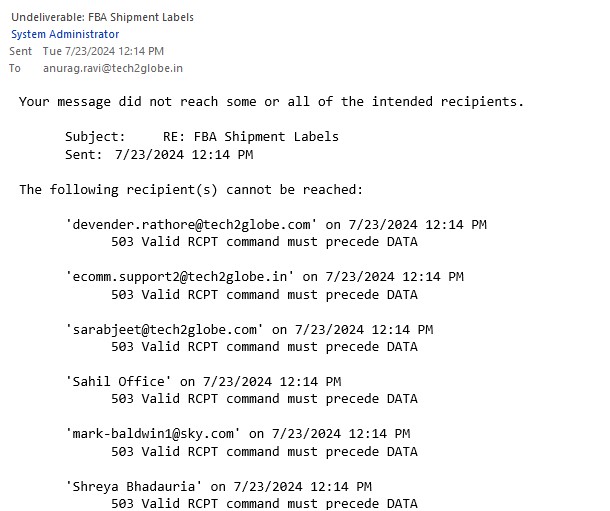 Undeliverable: FBA Shipment Labels
System Administrator
Sent Tue 7/23/2024 12:14 PM
To anurag.ravi@tech2globe.in
Your message did not reach some or all of the intended recipients.
Subject: RE: FBA Shipment Labels
Sent: 7/23/2024 12:14 PM
The following recipient(s) cannot be reached:
'devender.rathore@tech2globe.com' on 7/23/2024 12:14 PM
503 Valid RCPT command must precede DATA
'ecomm.support2@tech2globe.in' on 7/23/2024 12:14 PM
503 Valid RCPT command must precede DATA
'sarabjeet@tech2globe.com' on 7/23/2024 12:14 PM
503 Valid RCPT command must precede DATA
'Sahil Office' on 7/23/2024 12:14 PM
503 Valid RCPT command must precede DATA
'mark-baldwin1@sky.com' on 7/23/2024 12:14 PM
503 Valid RCPT command must precede DATA
'Shreya Bhadauria' on 7/23/2024 12:14 PM
503 Valid RCPT command must precede DATA